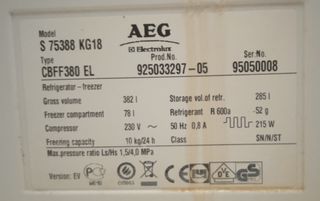 Model
S 75388 KG18
AEG
Electrolux
Type
CBFF380 EL
Prod.No.
925033297-05
Ser.No.
95050008
Refrigerator - freezer
Gross volume 382 l Storage vol.of refr. 285 l
Freezer compartment 78 l Refrigerant R 600a 52 g
Compressor 230 V ~ 50 Hz 0,8 A 215 W
Freezing capacity 10 kg/24 h Class SN/N/ST
Max.pressure ratio Ls/Hs 1,5/4,0 MPa
Version: EV